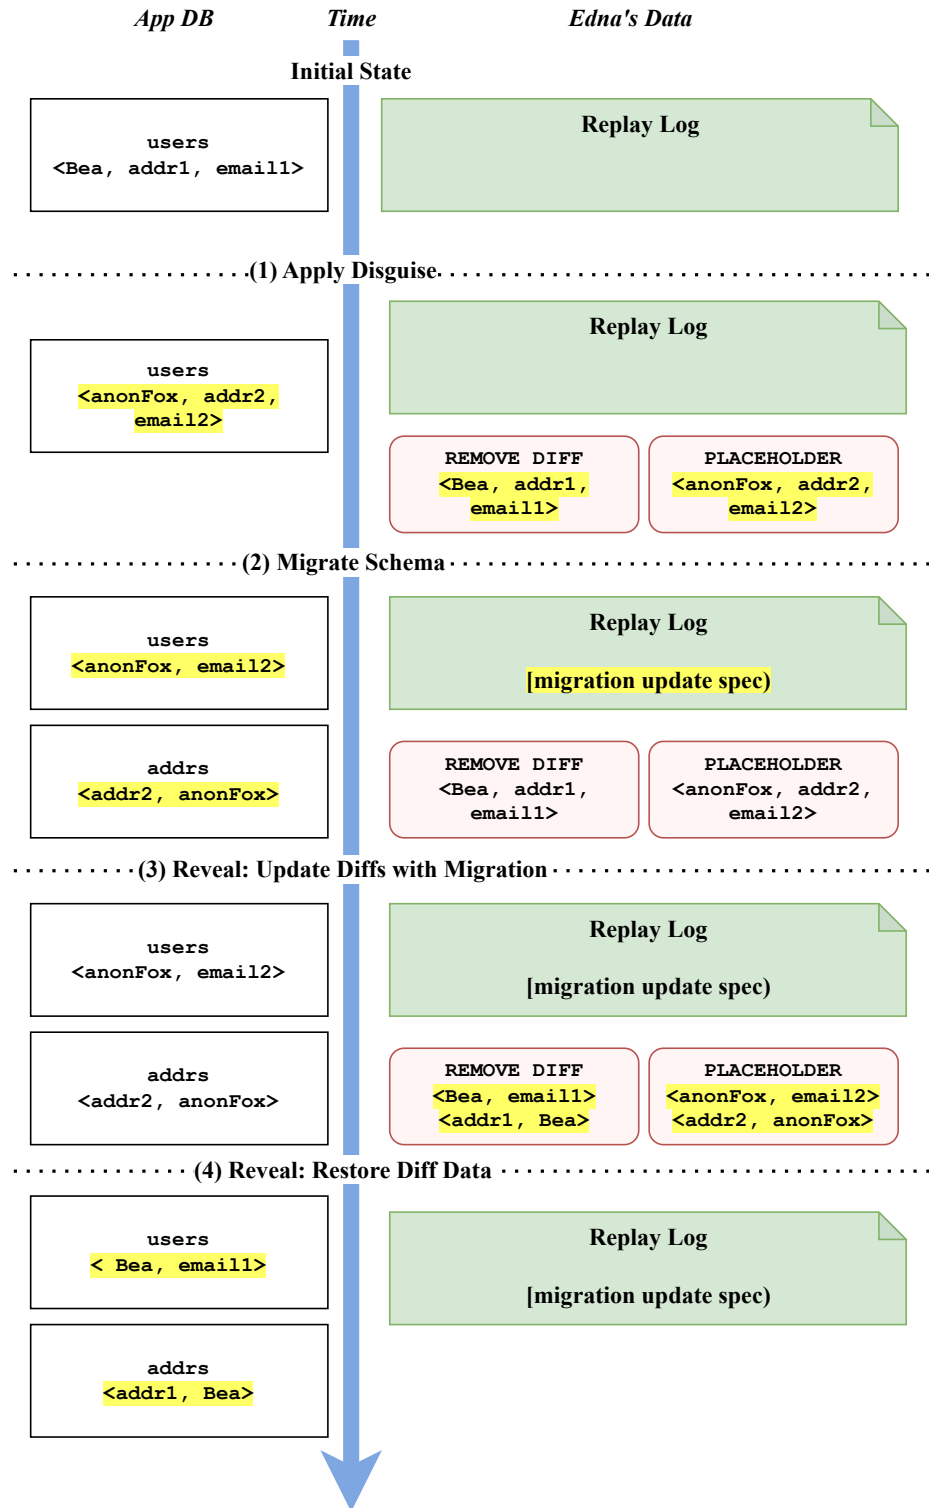 App DB Time Edna's Data
Initial State
users
<Bea, addr1, email1>
Replay Log
(1) Apply Disguise
users
<anonFox, addr2,
email2>
Replay Log
REMOVE DIFF
<Bea, addr1,
email1>
PLACEHOLDER
<anonFox, addr2,
email2>
(2) Migrate Schema
users
<anonFox, email2>
addrs
<addr2, anonFox>
Replay Log
[migration update spec)
REMOVE DIFF
<Bea, addr1,
email1>
PLACEHOLDER
<anonFox, addr2,
email2>
(3) Reveal: Update Diffs with Migration
users
<anonFox, email2>
addrs
<addr2, anonFox>
Replay Log
[migration update spec)
REMOVE DIFF
<Bea, email1>
<addr1, Bea>
PLACEHOLDER
<anonFox, email2>
<addr2, anonFox>
(4) Reveal: Restore Diff Data
users
< Bea, email1>
addrs
<addr1, Bea>
Replay Log
[migration update spec)